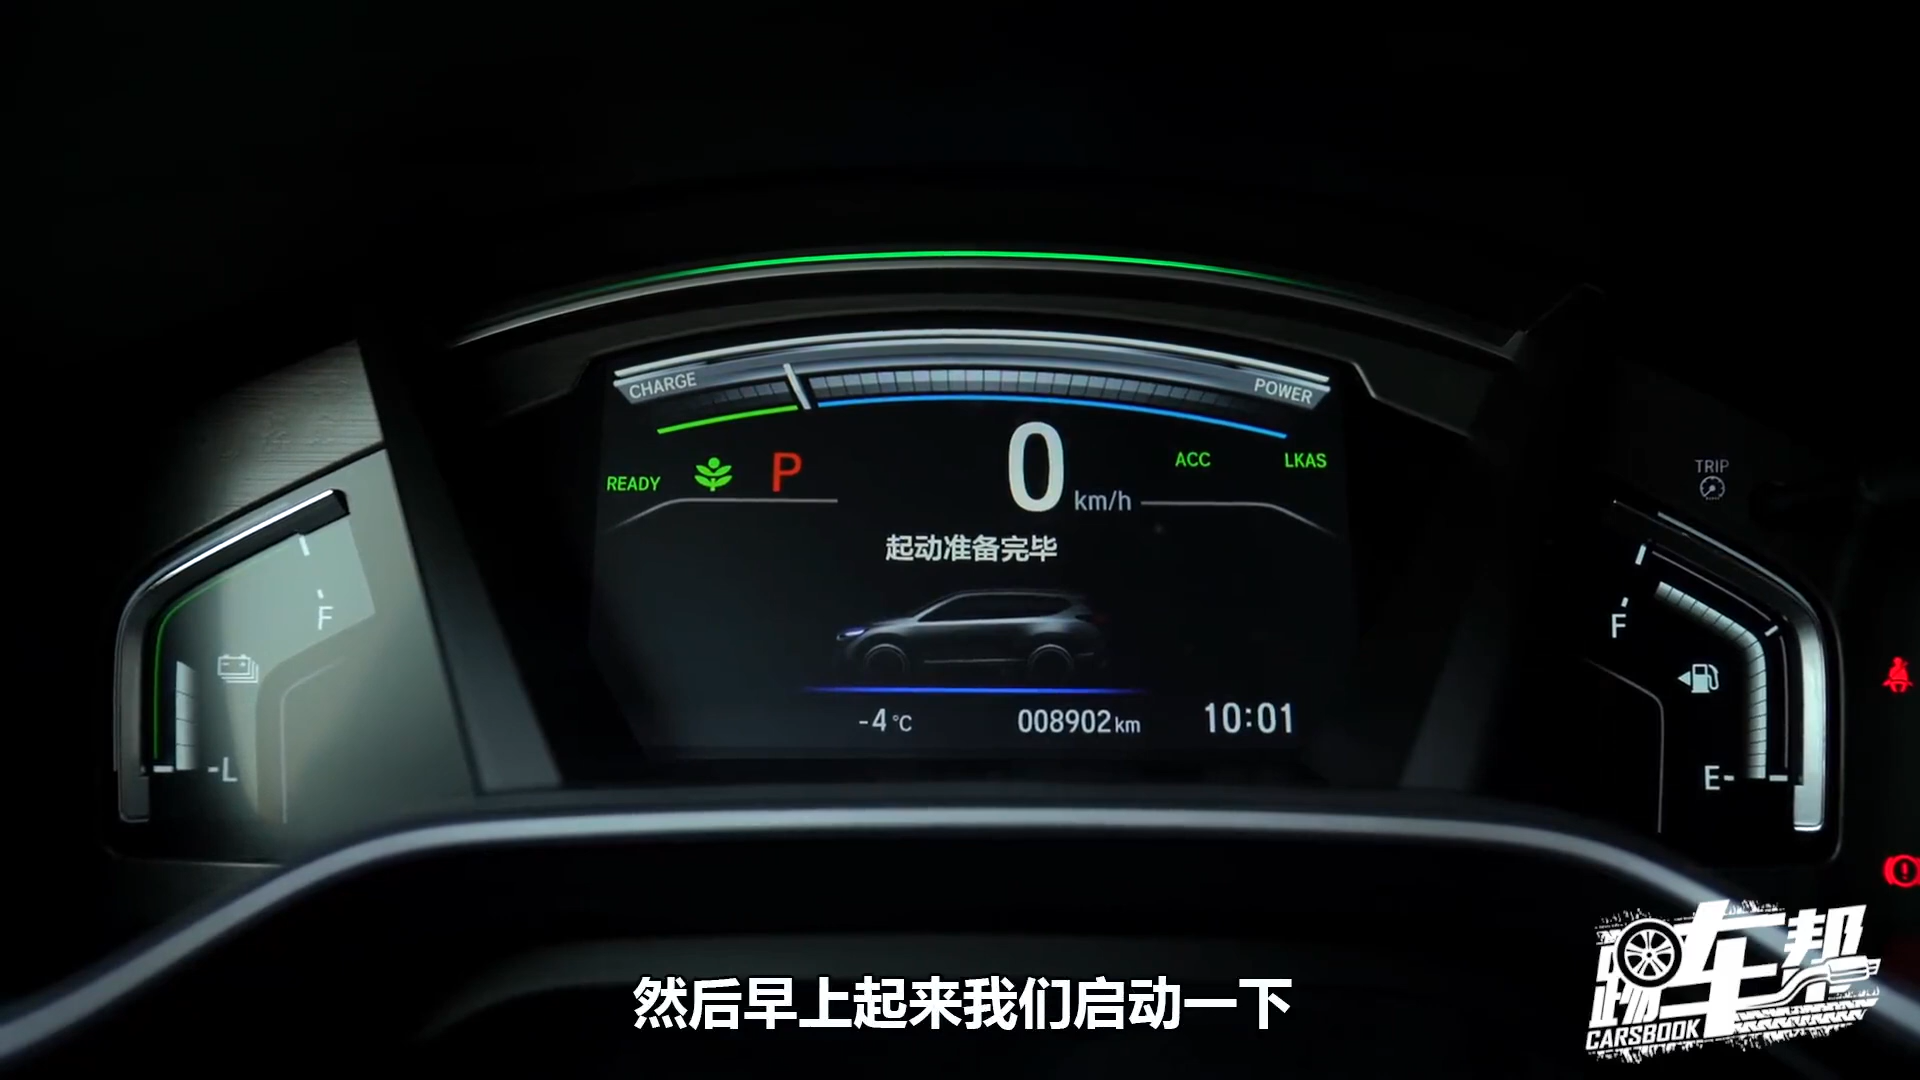 CHARGE
POWER
READY
P
0 km/h
ACC
LKAS
起动准备完毕
-4℃
008902km
10:01
F
L
TRIP
F
E
然后早上起来我们启动一下
踢车帮
CARSBOOK